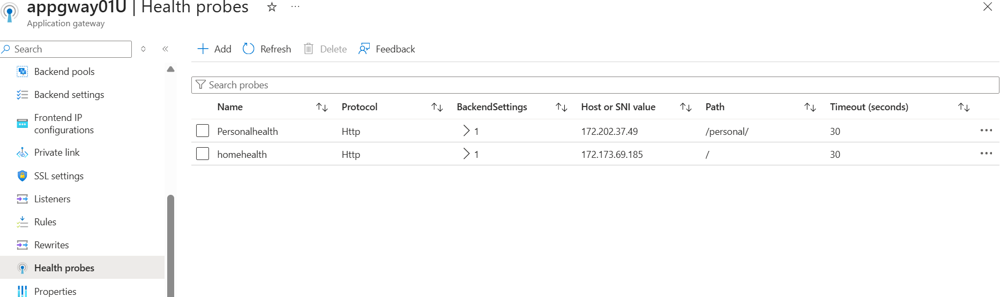 appgway01U | Health probes
Application gateway
Search
Backend pools
Backend settings
Frontend IP
configurations
Private link
SSL settings
Listeners
Rules
Rewrites
Health probes
Properties
Add Refresh Delete Feedback
Search probes
Name Protocol BackendSettings Host or SNI value Path Timeout (seconds)
Personalhealth Http 1 172.202.37.49 /personal/ 30
homehealth Http 1 172.173.69.185 / 30